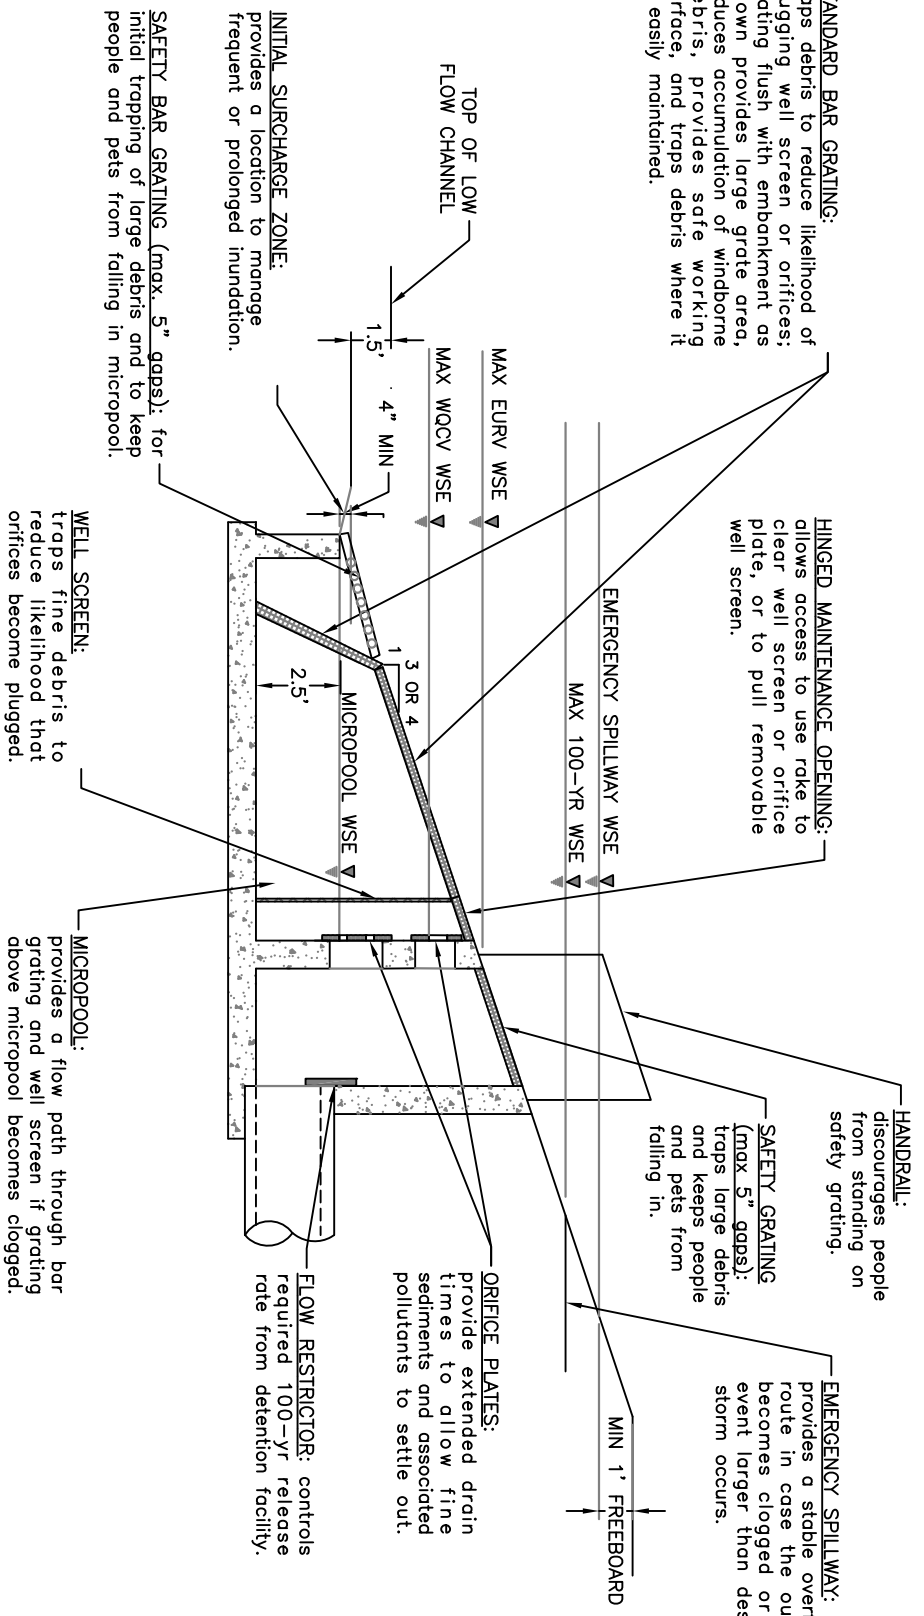 TANDARD BAR GRATING:
aps debris to reduce likelihood of
ugging well screen or orifices;
ating flush with embankment as
own provides large grate area,
duces accumulation of windborne
ebris, provides safe working
rface, and traps debris where it
easily maintained.
HINGED MAINTENANCE OPENING:
allows access to use rake to
clear well screen or orifice
plate, or to pull removable
well screen.
HANDRAIL:
discourages people
from standing on
safety grating.
SAFETY GRATING
(max 5" gaps):
traps large debris
and keeps people
and pets from
falling in.
EMERGENCY SPILLWAY:
provides a stable over
route in case the ou
becomes clogged or
event larger than des
storm occurs.
MIN 1' FREEBOARD
EMERGENCY SPILLWAY WSE
MAX 100-YR WSE
MAX EURV WSE
MAX WQCV WSE
TOP OF LOW
FLOW CHANNEL
1.5'
4" MIN
3 OR 4
1
MICROPOOL WSE
2.5'
INITIAL SURCHARGE ZONE:
provides a location to manage
frequent or prolonged inundation.
SAFETY BAR GRATING (max. 5" gaps): for
initial trapping of large debris and to keep
people and pets from falling in micropool.
WELL SCREEN:
traps fine debris to
reduce likelihood that
orifices become plugged.
MICROPOOL:
provides a flow path through bar
grating and well screen if grating
above micropool becomes clogged.
ORIFICE PLATES:
provide extended drain
times to allow fine
sediments and associated
pollutants to settle out.
FLOW RESTRICTOR: controls
required 100-yr release
rate from detention facility.